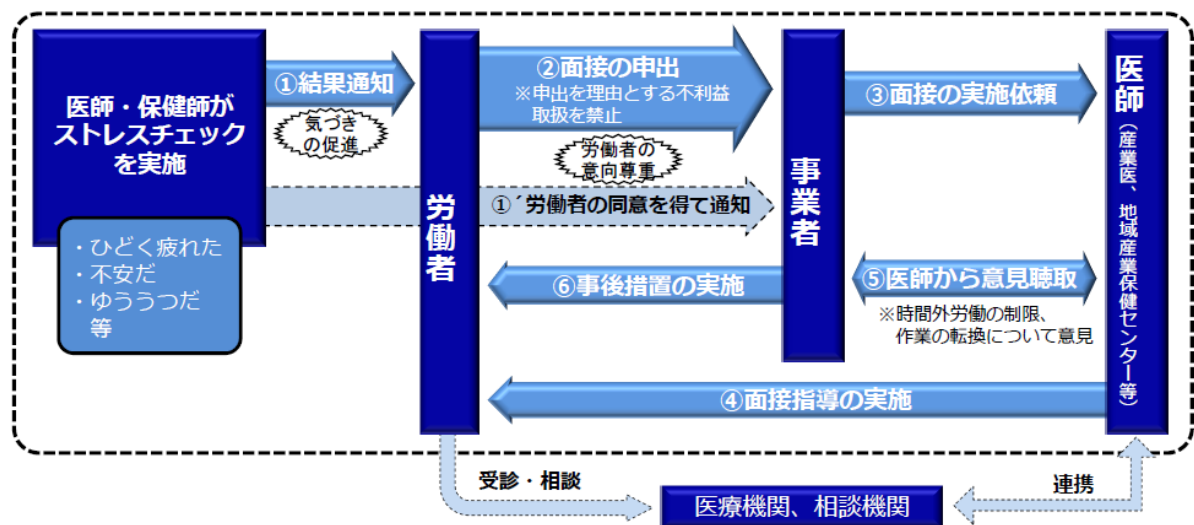 医師・保健師が
ストレスチェック
を実施
・ひどく疲れた
・不安だ
・ゆううつだ
等
①結果通知
気づき
の促進
労働者
②面接の申出
※申出を理由とする不利益
取扱を禁止
労働者の
意向尊重
①´労働者の同意を得て通知
⑥事後措置の実施
事業者
③面接の実施依頼
⑤医師から意見聴取
※時間外労働の制限、
作業の転換について意見
④面接指導の実施
医師(産業医、地域産業保健センター等)
受診・相談
医療機関、相談機関
連携